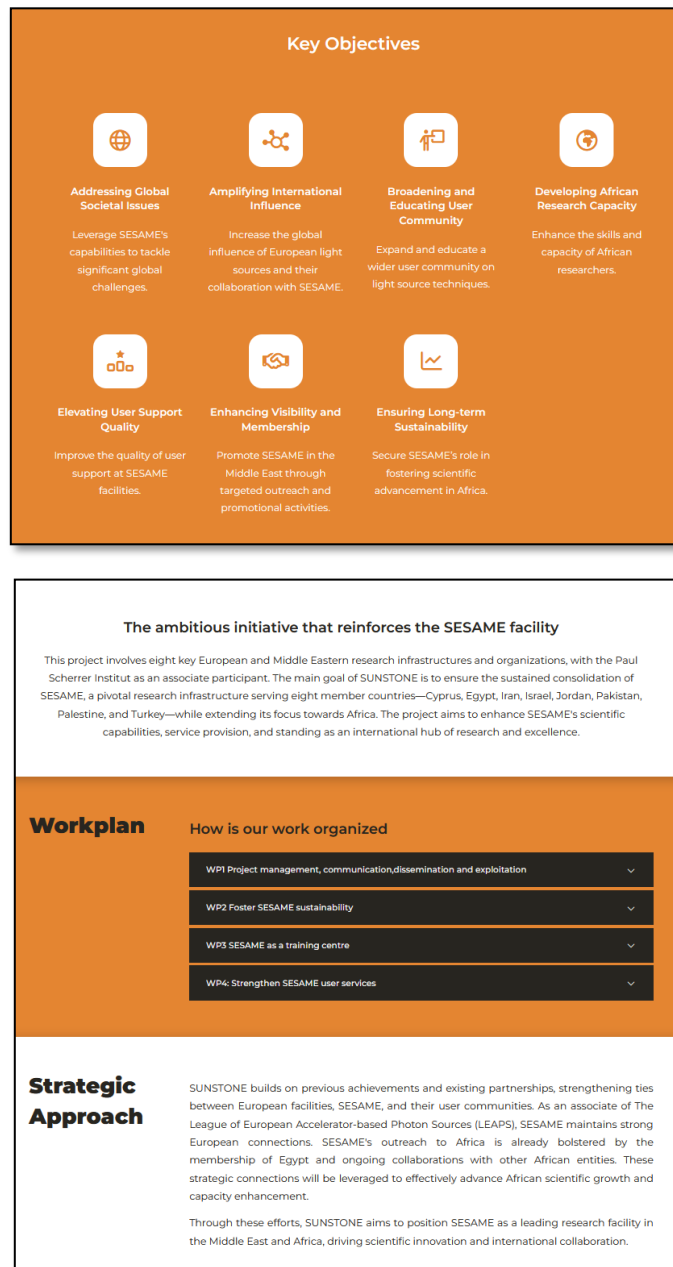 Key Objectives
Addressing Global
Societal Issues
Leverage SESAME's
capabilities to tackle
significant global
challenges.
Amplifying International
Influence
Increase the global
influence of European light
sources and their
collaboration with SESAME.
Broadening and
Educating User
Community
Expand and educate a
wider user community on
light source techniques.
Developing African
Research Capacity
Enhance the skills and
capacity of African
researchers.
Elevating User Support
Quality
Improve the quality of user
support at SESAME
facilities.
Enhancing Visibility and
Membership
Promote SESAME in the
Middle East through
targeted outreach and
promotional activities.
Ensuring Long-term
Sustainability
Secure SESAME's role in
fostering scientific
advancement in Africa.
The ambitious initiative that reinforces the SESAME facility
This project involves eight key European and Middle Eastern research infrastructures and organizations, with the Paul
Scherrer Institut as an associate participant. The main goal of SUNSTONE is to ensure the sustained consolidation of
SESAME, a pivotal research infrastructure serving eight member countries—Cyprus, Egypt, Iran, Israel, Jordan, Pakistan,
Palestine, and Turkey—while extending its focus towards Africa. The project aims to enhance SESAME's scientific
capabilities, service provision, and standing as an international hub of research and excellence.
Workplan
How is our work organized
WP1 Project management, communication,dissemination and exploitation
WP2 Foster SESAME sustainability
WP3 SESAME as a training centre
WP4: Strengthen SESAME user services
Strategic
Approach
SUNSTONE builds on previous achievements and existing partnerships, strengthening ties
between European facilities, SESAME, and their user communities. As an associate of The
League of European Accelerator-based Photon Sources (LEAPS), SESAME maintains strong
European connections. SESAME's outreach to Africa is already bolstered by the
membership of Egypt and ongoing collaborations with other African entities. These
strategic connections will be leveraged to effectively advance African scientific growth and
capacity enhancement.
Through these efforts, SUNSTONE aims to position SESAME as a leading research facility in
the Middle East and Africa, driving scientific innovation and international collaboration.